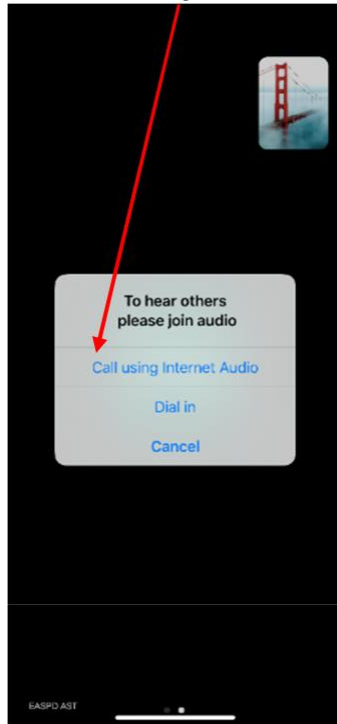 To hear others
please join audio
Call using Internet Audio
Dial in
Cancel
EASPD AST